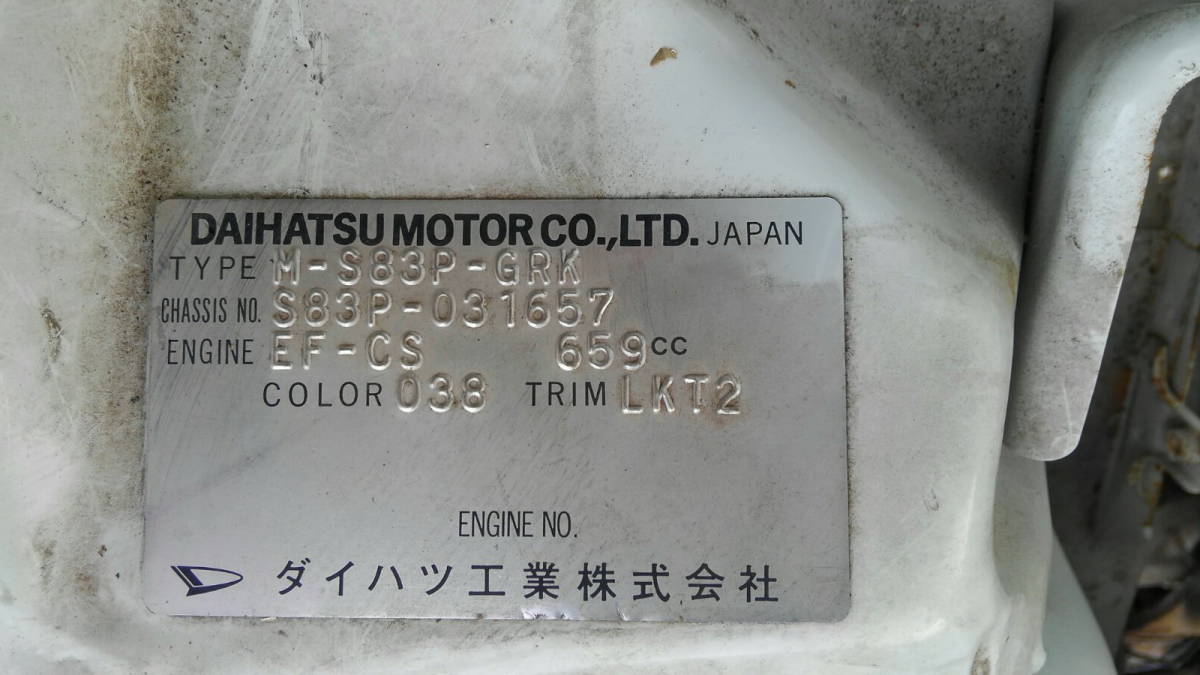 DAIHATSU MOTOR CO.,LTD. JAPAN
TYPE M-S83P-GRK
CHASSIS NO. S83P-031657
ENGINE EF-CS 659cc
COLOR 038 TRIM LKT2
ENGINE NO.
ダイハツ工業株式会社